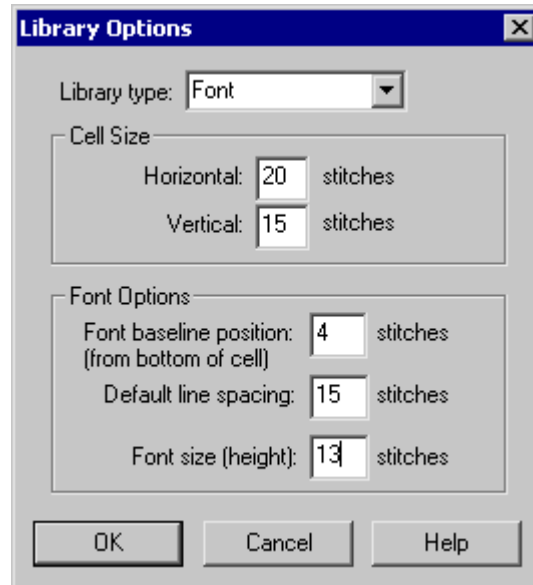 Library Options
Library type: Font
Cell Size
Horizontal: 20 stitches
Vertical: 15 stitches
Font Options
Font baseline position: 4 stitches
(from bottom of cell)
Default line spacing: 15 stitches
Font size (height): 13 stitches
OK Cancel Help